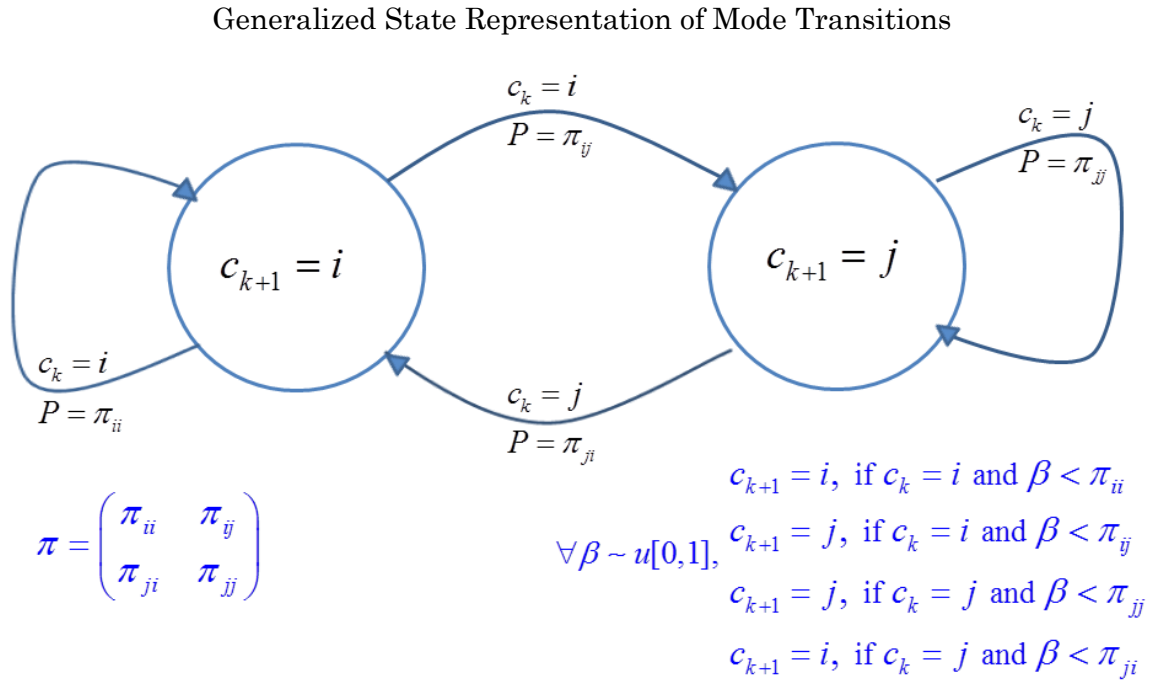 Generalized State Representation of Mode Transitions
c_k = i
P = π_ij
c_k = j
P = π_jj
c_{k+1} = i
c_{k+1} = j
c_k = i
P = π_ii
c_k = j
P = π_ji
π = (π_ii π_ij
π_ji π_jj)
∀β ~ u[0,1],
c_{k+1} = i, if c_k = i and β < π_ii
c_{k+1} = j, if c_k = i and β < π_ij
c_{k+1} = j, if c_k = j and β < π_jj
c_{k+1} = i, if c_k = j and β < π_ji